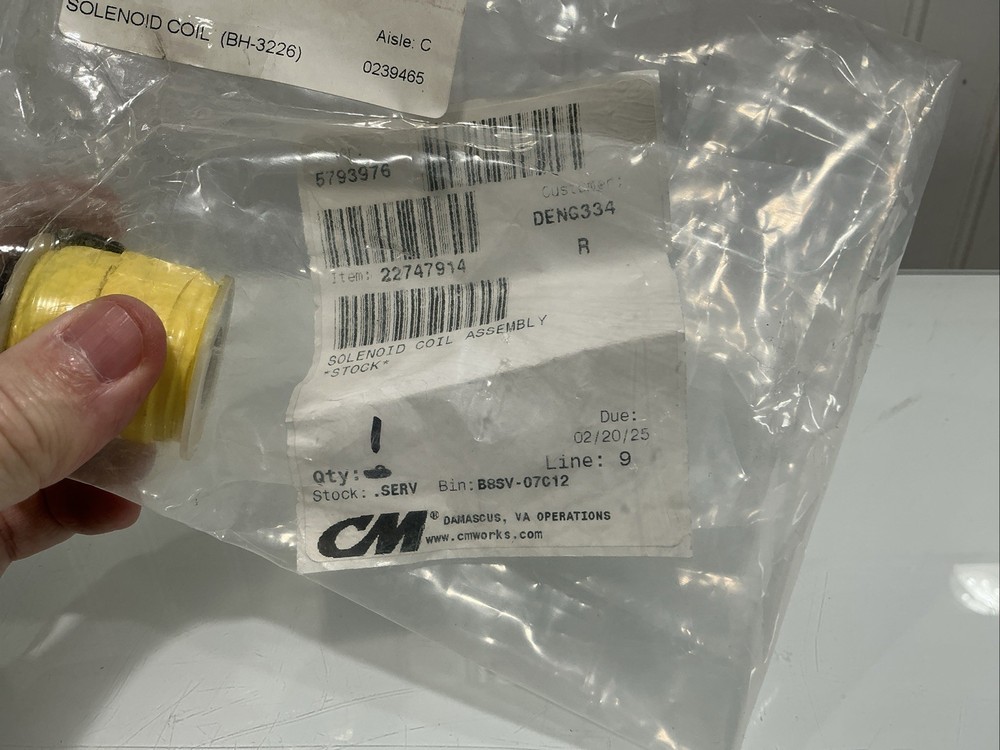 SOLENOID COIL (BH-3226)
Aisle: C
0239465
5793976
Customer:
DENG334
R
Item: 22747914
SOLENOID COIL ASSEMBLY
"STOCK"
1
Due:
02/20/25
Qty:
Line: 9
Stock: .SERV Bin: B8SV-07C12
CM® DAMASCUS, VA OPERATIONS
www.cmworks.com